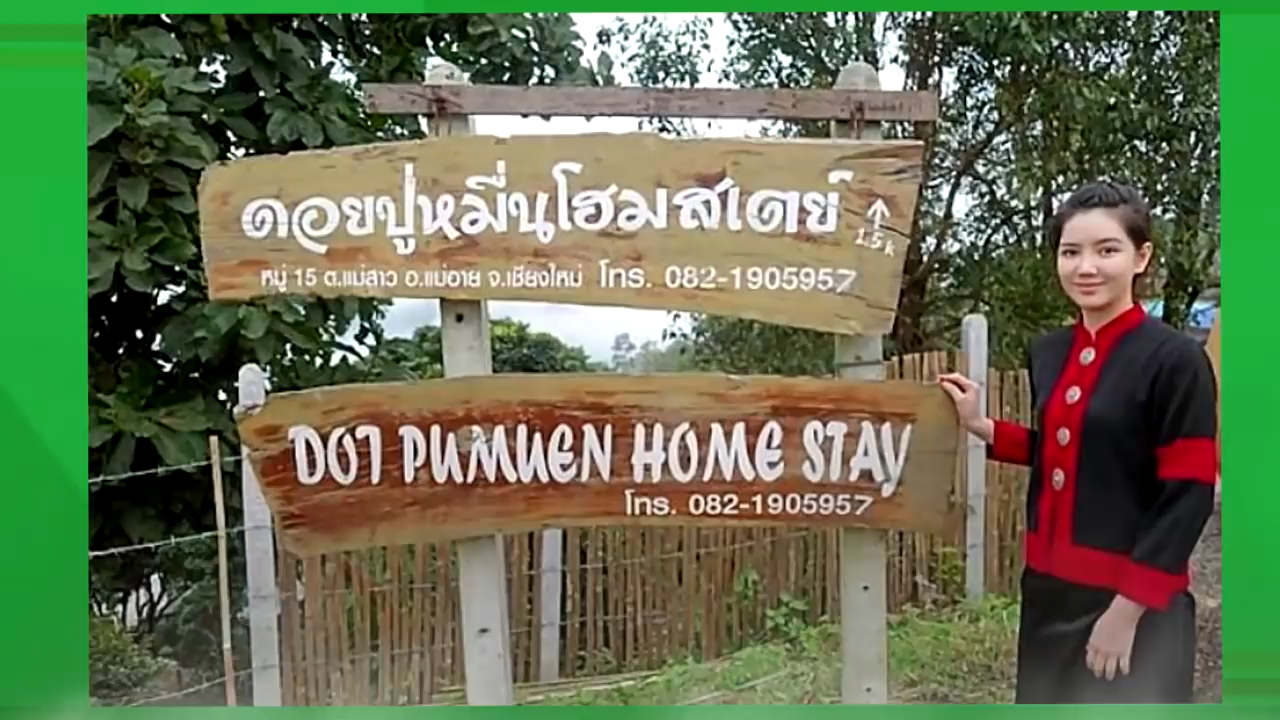 ดอยปู่หมื่นโฮมสเตย์
↑
1.5 k
หมู่ 15 ต.แม่สาว อ.แม่อาย จ.เชียงใหม่ โทร. 082-1905957
DOI PUMUEN HOME STAY
โทร. 082-1905957